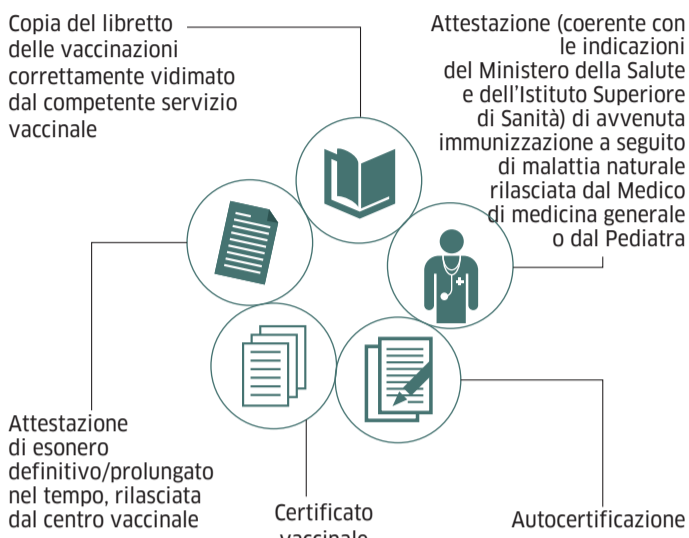 Copia del libretto
delle vaccinazioni
correttamente vidimato
dal competente servizio
vaccinale
Attestazione (coerente con
le indicazioni
del Ministero della Salute
e dell'Istituto Superiore
di Sanità) di avvenuta
immunizzazione a seguito
di malattia naturale
rilasciata dal Medico
di medicina generale
o dal Pediatra
Attestazione
di esonero
definitivo/prolungato
nel tempo, rilasciata
dal centro vaccinale
Certificato
vaccinale
Autocertificazione